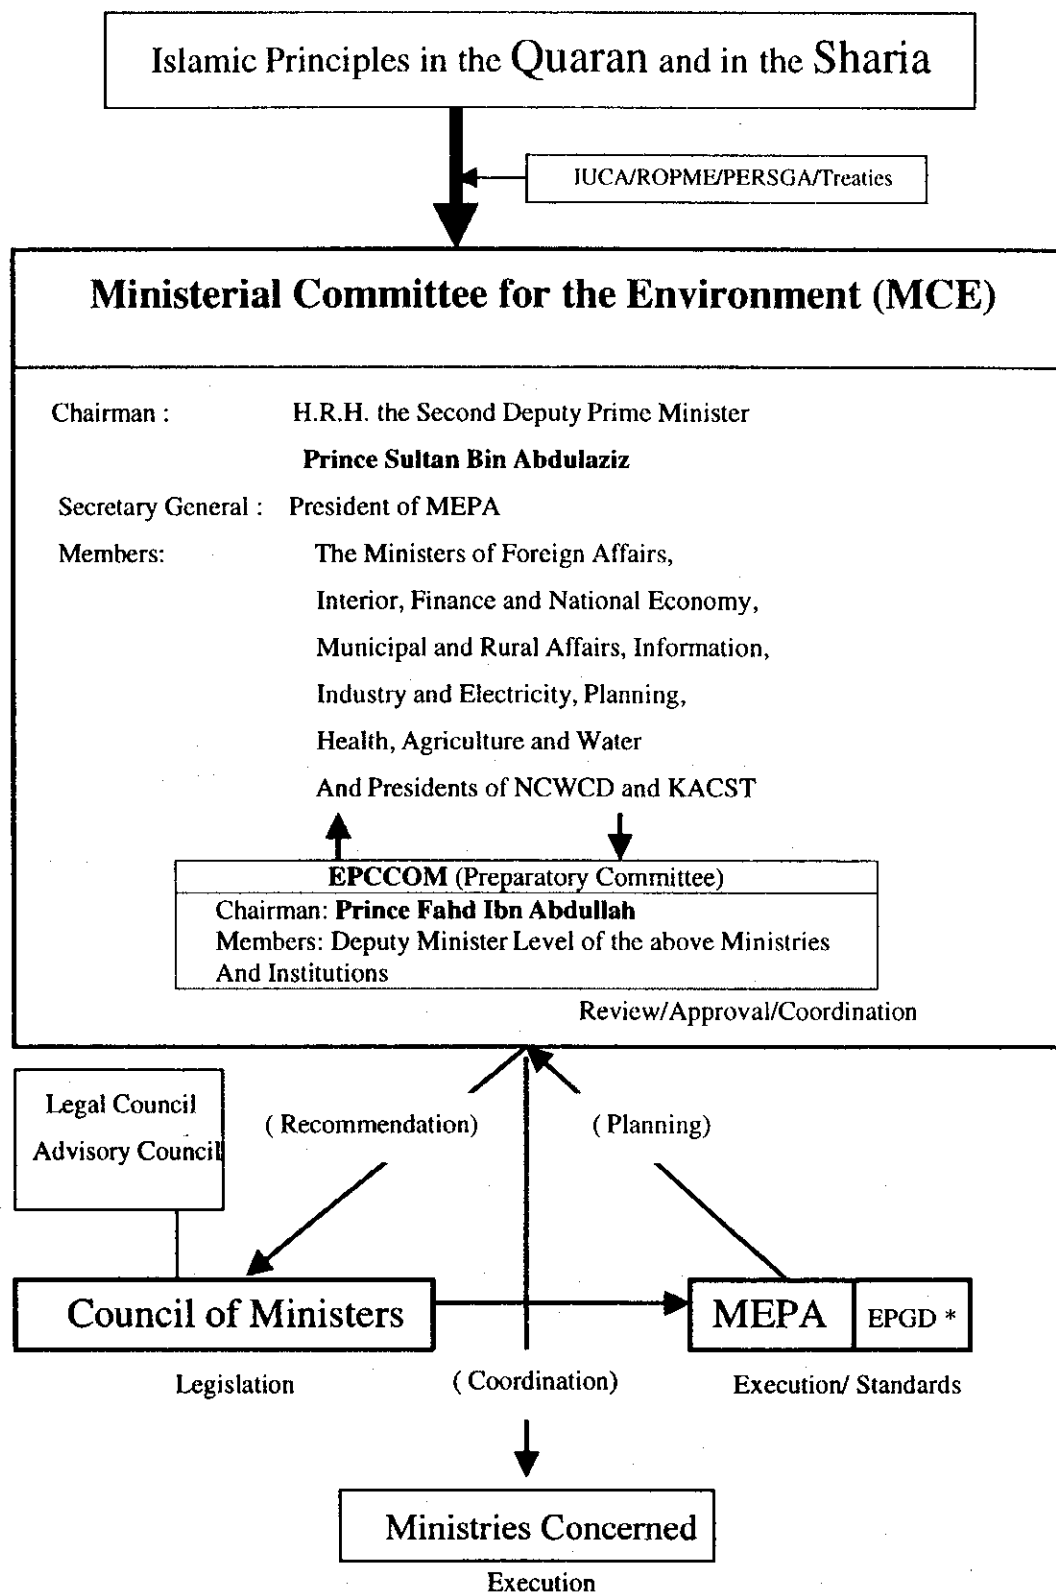 Islamic Principles in the Quaran and in the Sharia
IUCA/ROPME/PERSGA/Treaties
Ministerial Committee for the Environment (MCE)
Chairman : H.R.H. the Second Deputy Prime Minister
Prince Sultan Bin Abdulaziz
Secretary General : President of MEPA
Members: The Ministers of Foreign Affairs,
Interior, Finance and National Economy,
Municipal and Rural Affairs, Information,
Industry and Electricity, Planning,
Health, Agriculture and Water
And Presidents of NCWCD and KACST
EPCCOM (Preparatory Committee)
Chairman: Prince Fahd Ibn Abdullah
Members: Deputy Minister Level of the above Ministries
And Institutions
Review/Approval/Coordination
Legal Council
Advisory Council
( Recommendation)
( Planning)
Council of Ministers
MEPA
EPGD *
Legislation
( Coordination)
Execution/ Standards
Ministries Concerned
Execution